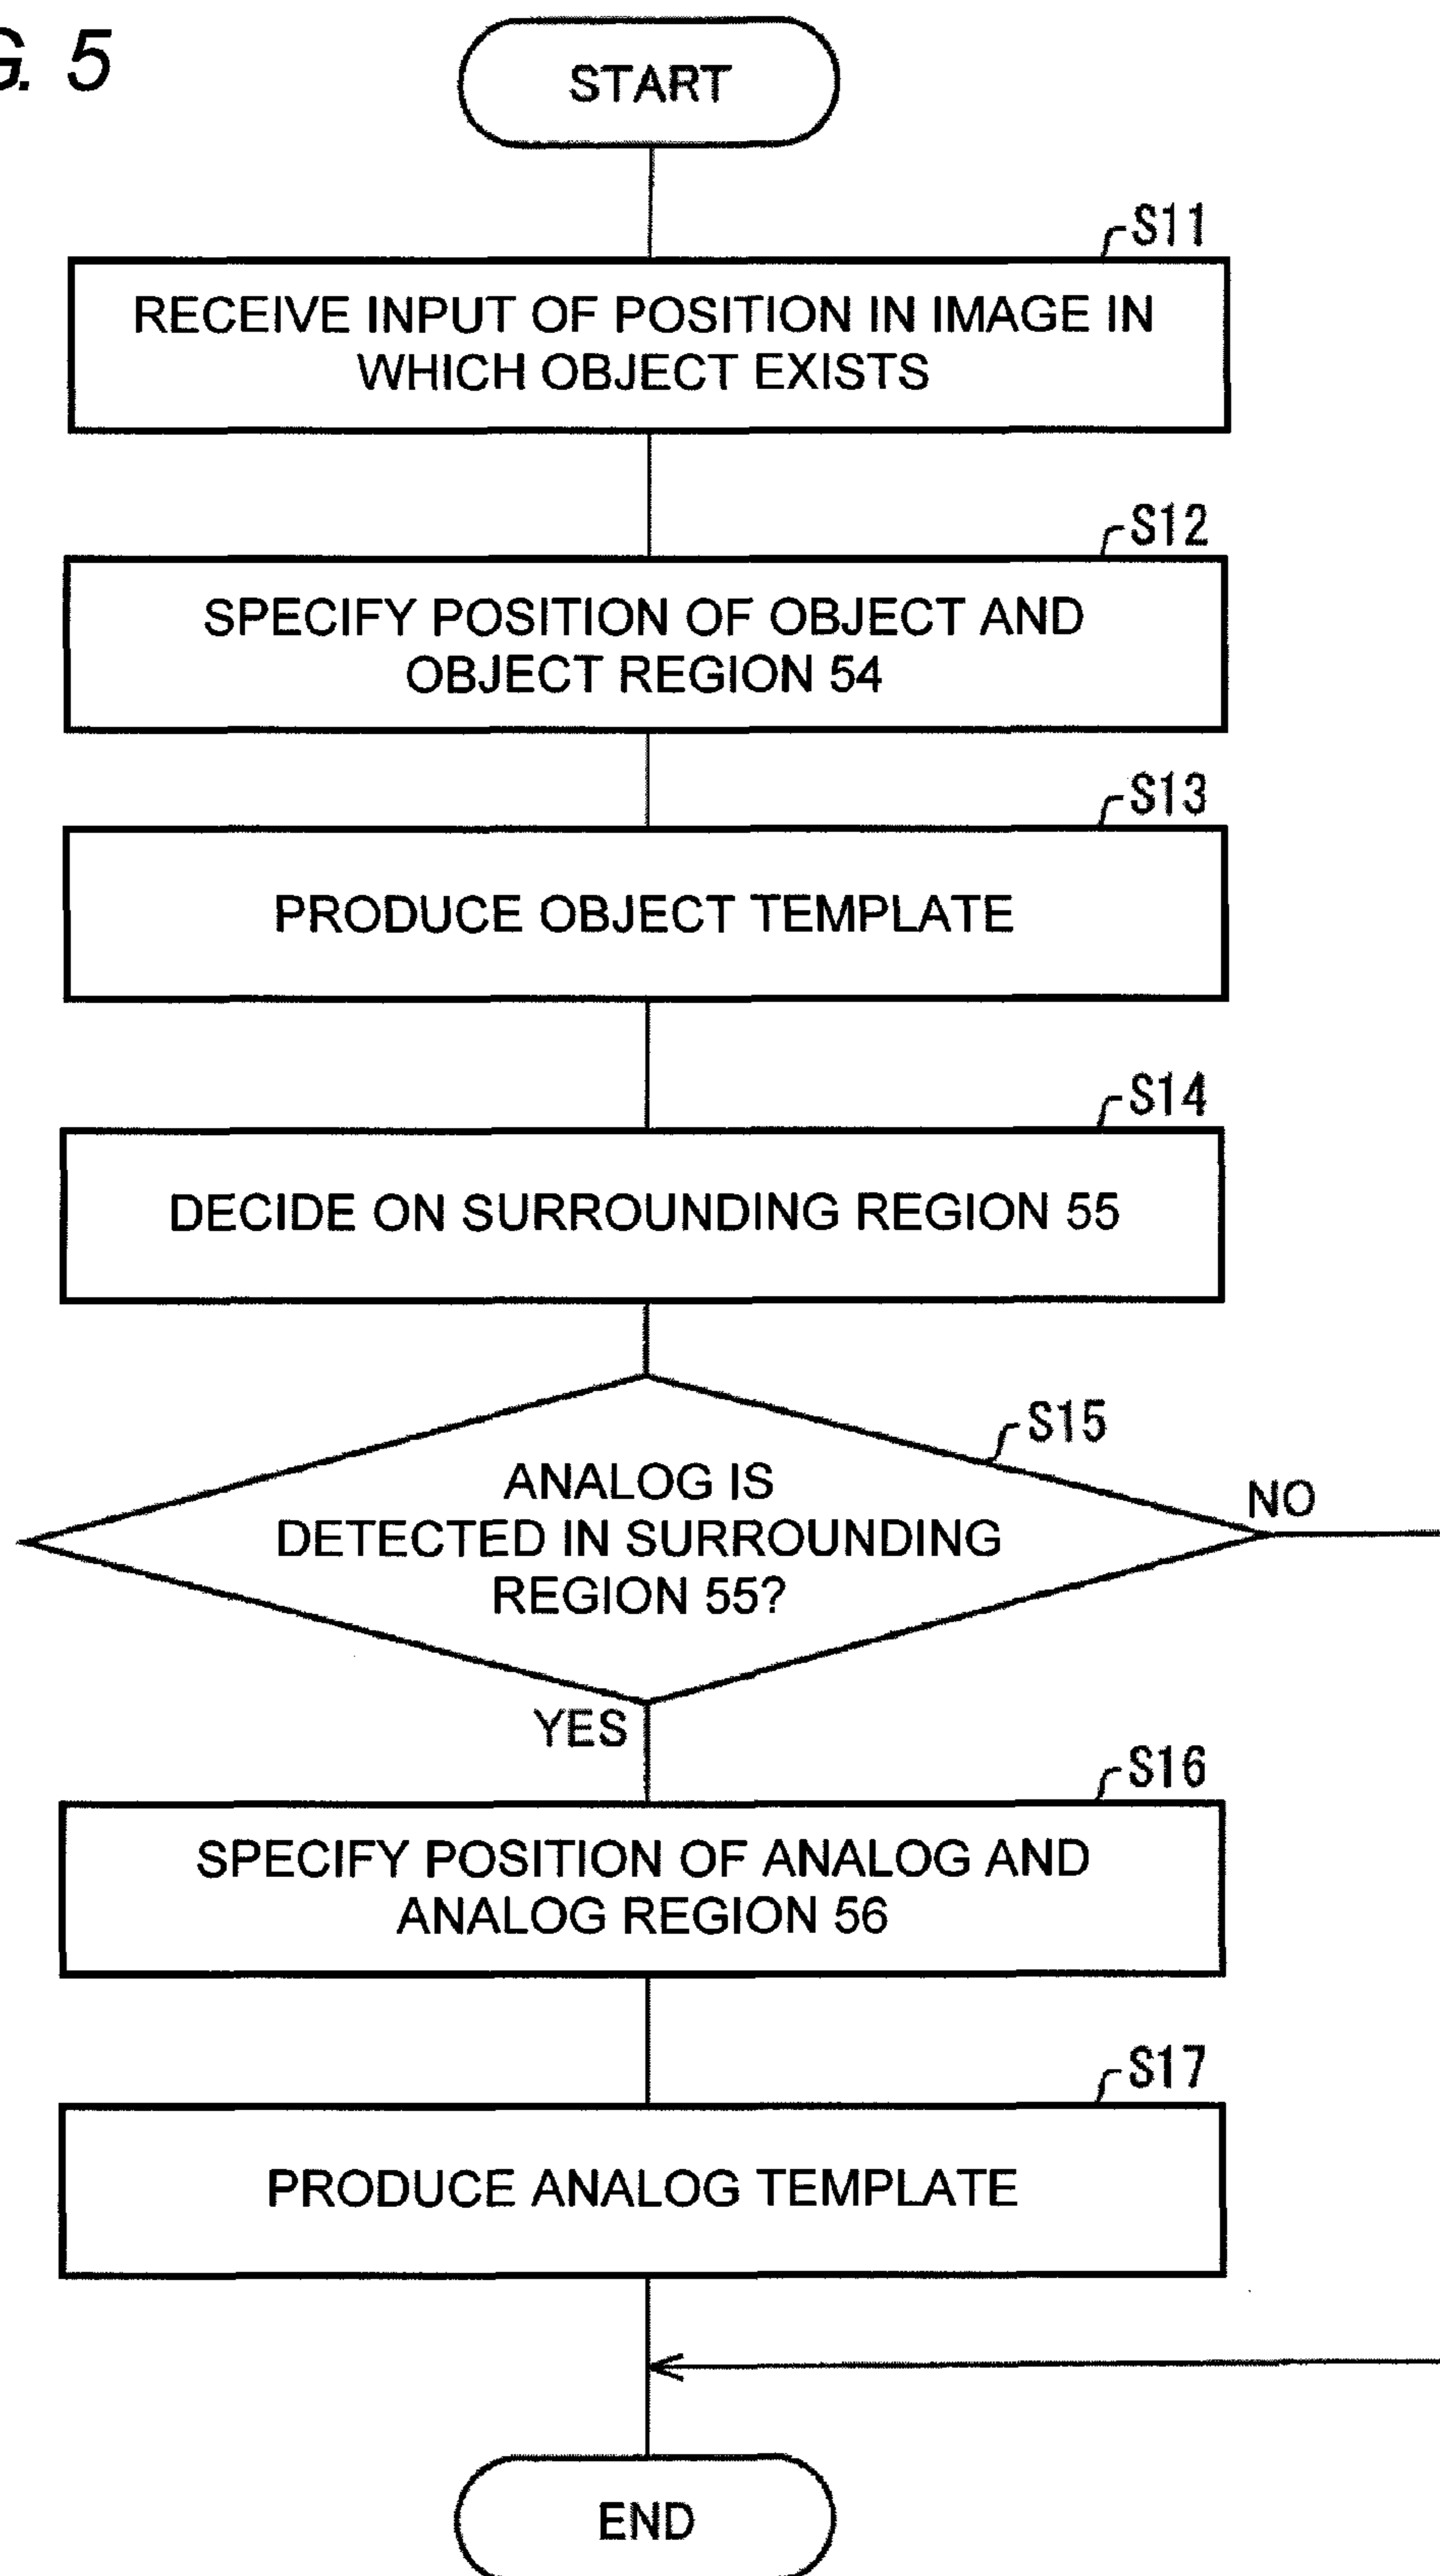 G. 5
START
S11
RECEIVE INPUT OF POSITION IN IMAGE IN
WHICH OBJECT EXISTS
S12
SPECIFY POSITION OF OBJECT AND
OBJECT REGION 54
S13
PRODUCE OBJECT TEMPLATE
S14
DECIDE ON SURROUNDING REGION 55
S15
ANALOG IS
DETECTED IN SURROUNDING
REGION 55?
NO
YES
S16
SPECIFY POSITION OF ANALOG AND
ANALOG REGION 56
S17
PRODUCE ANALOG TEMPLATE
END